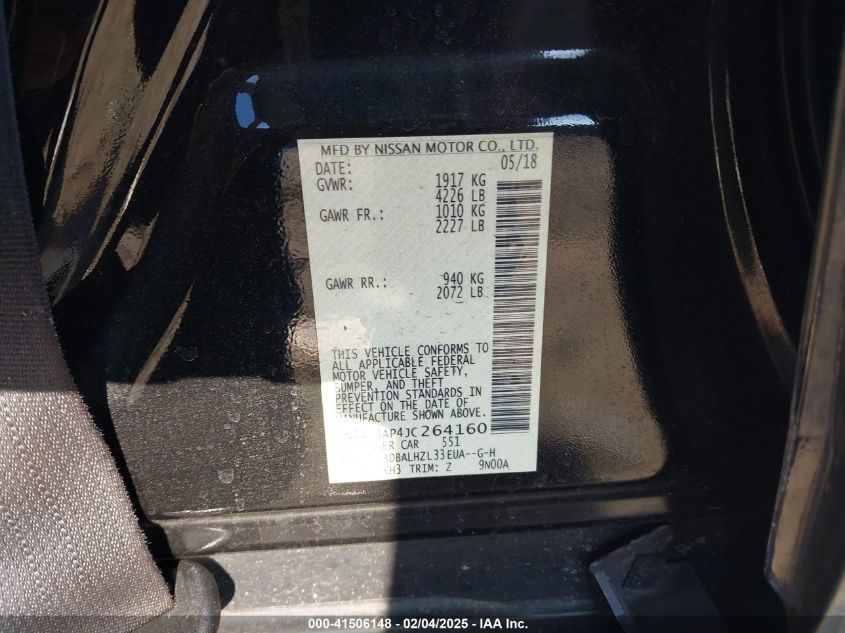 MFD BY NISSAN MOTOR CO., LTD.
DATE: 05/18
GVWR: 1917 KG
4226 LB
GAWR FR.: 1010 KG
2227 LB
GAWR RR.: 940 KG
2072 LB
THIS VEHICLE CONFORMS TO
ALL APPLICABLE FEDERAL
MOTOR VEHICLE SAFETY,
BUMPER, AND THEFT
PREVENTION STANDARDS IN
EFFECT ON THE DATE OF
MANUFACTURE SHOWN ABOVE.
AP4JC264160
CAR 551
DBALHZL33EUA--G-H
KH3 TRIM: Z 9N00A
000-41506148 - 02/04/2025 - IAA Inc.